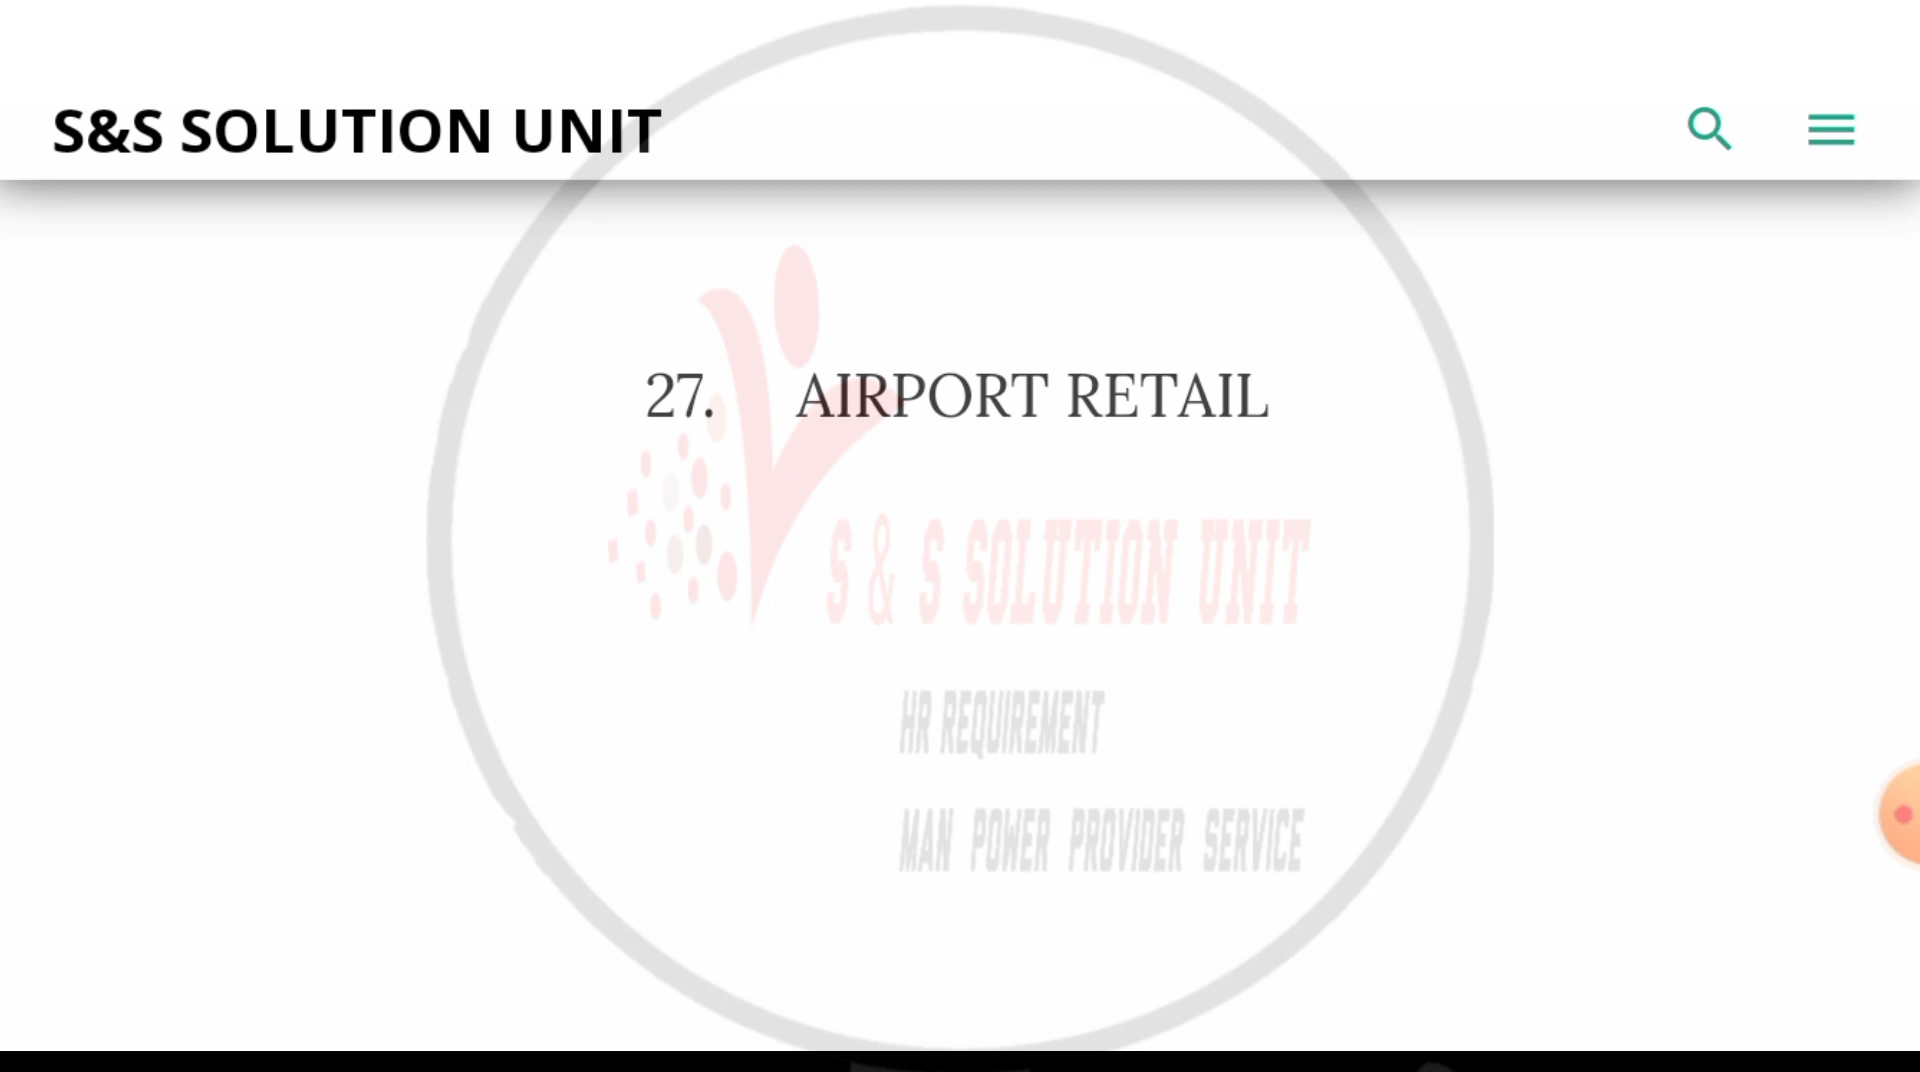 S&S SOLUTION UNIT
27. AIRPORT RETAIL
S & S SOLUTION UNIT
HR REQUIREMENT
MAN POWER PROVIDER SERVICE